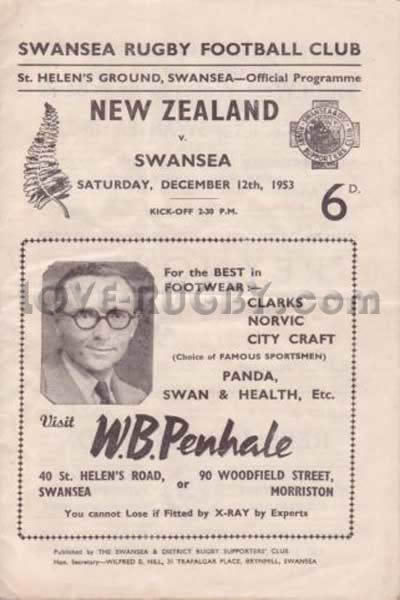 SWANSEA RUGBY FOOTBALL CLUB
St. HELEN'S GROUND, SWANSEA—Official Programme
NEW ZEALAND
v.
SWANSEA
SATURDAY, DECEMBER 12th, 1953
KICK-OFF 2-30 P.M.
6D.
For the BEST in
FOOTWEAR:-
CLARKS
LOVE-RUGBY.com
NORVIC
CITY CRAFT
(Choice of FAMOUS SPORTSMEN)
PANDA,
SWAN & HEALTH, Etc.
Visit W.B.Penhale
40 St. HELEN'S ROAD, SWANSEA
or
90 WOODFIELD STREET, MORRISTON
You cannot Lose if Fitted by X-RAY by Experts
Published by THE SWANSEA & DISTRICT RUGBY SUPPORTERS' CLUB
Hon. Secretary—WILFRED E. HILL, 31 TRAFALGAR PLACE, BRYNMILL, SWANSEA